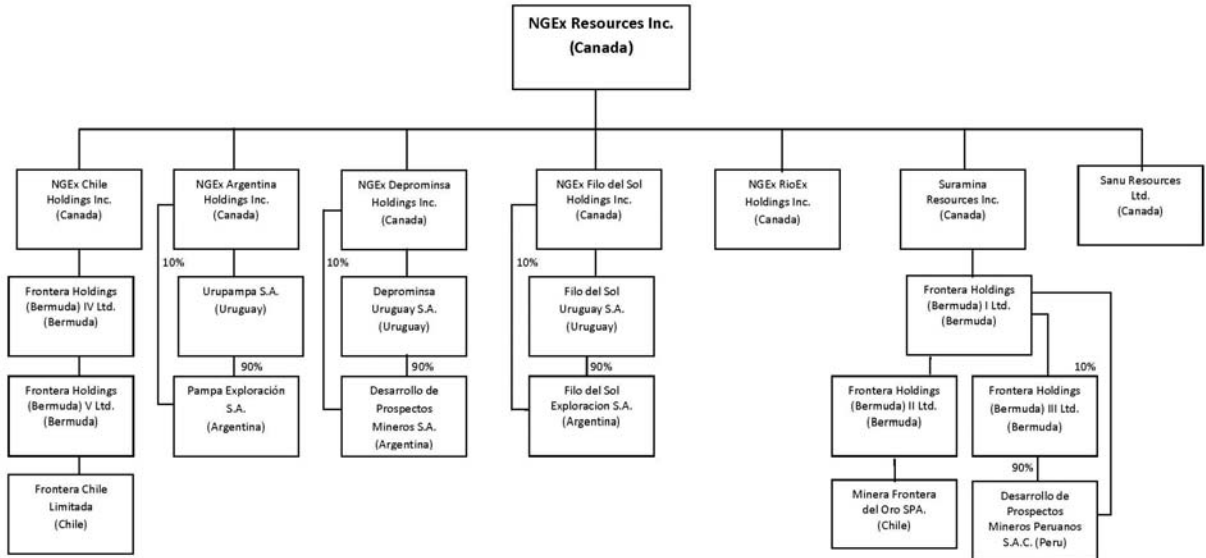 NGEx Resources Inc.
(Canada)
NGEx Chile
Holdings Inc.
(Canada)
NGEx Argentina
Holdings Inc.
(Canada)
NGEx Deprominsa
Holdings Inc.
(Canada)
NGEx Filo del Sol
Holdings Inc.
(Canada)
NGEx RioEx
Holdings Inc.
(Canada)
Suramina
Resources Inc.
(Canada)
Sanu Resources
Ltd.
(Canada)
10%
10%
10%
Frontera Holdings
(Bermuda) IV Ltd.
(Bermuda)
Urupampa S.A.
(Uruguay)
Deprominsa
Uruguay S.A.
(Uruguay)
Filo del Sol
Uruguay S.A.
(Uruguay)
Frontera Holdings
(Bermuda) I Ltd.
(Bermuda)
90%
90%
90%
10%
Frontera Holdings
(Bermuda) V Ltd.
(Bermuda)
Pampa Exploración
S.A.
(Argentina)
Desarrollo de
Prospectos
Mineros S.A.
(Argentina)
Filo del Sol
Exploracion S.A.
(Argentina)
Frontera Holdings
(Bermuda) II Ltd.
(Bermuda)
Frontera Holdings
(Bermuda) III Ltd.
(Bermuda)
90%
Frontera Chile
Limitada
(Chile)
Minera Frontera
del Oro SPA.
(Chile)
Desarrollo de
Prospectos
Mineros Peruanos
S.A.C. (Peru)